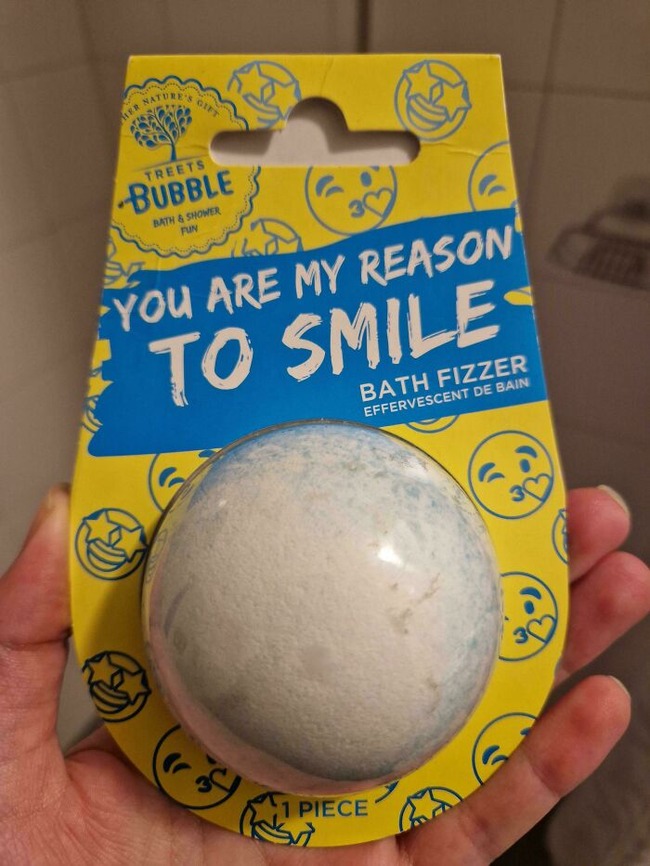 HER NATURE'S GIFT
TREETS
BUBBLE
BATH & SHOWER
FUN
YOU ARE MY REASON
TO SMILE
BATH FIZZER
EFFERVESCENT DE BAIN
1 PIECE